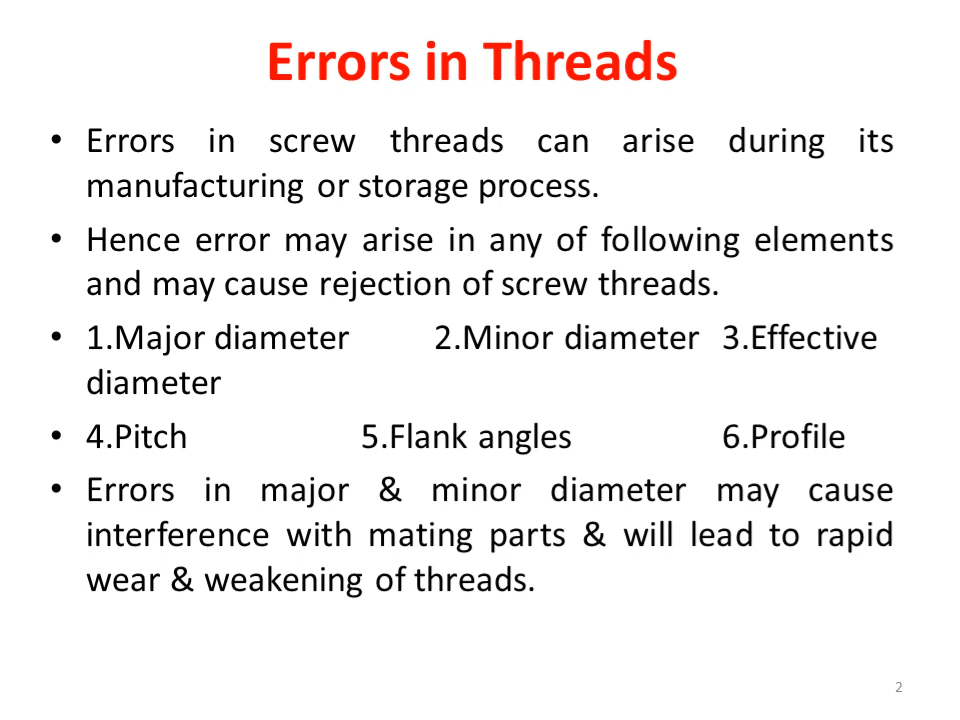 Errors in Threads
• Errors in screw threads can arise during its
manufacturing or storage process.
• Hence error may arise in any of following elements
and may cause rejection of screw threads.
• 1.Major diameter 2.Minor diameter 3.Effective
diameter
• 4.Pitch 5.Flank angles 6.Profile
• Errors in major & minor diameter may cause
interference with mating parts & will lead to rapid
wear & weakening of threads.
2